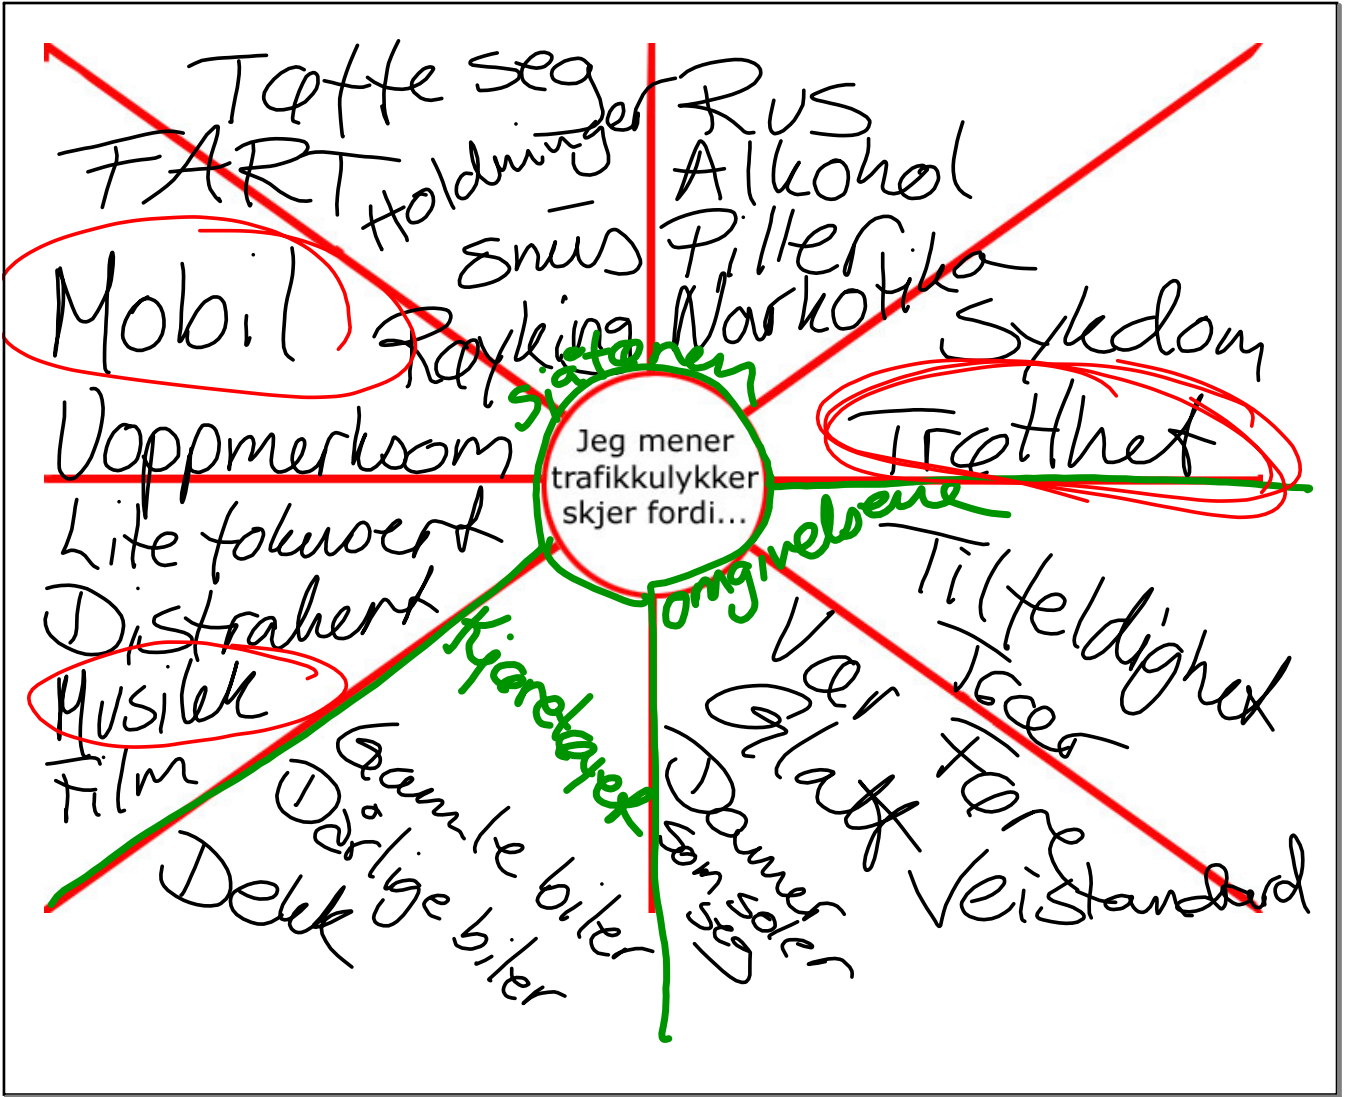 Tøffe seg
FART
Holdninger
Mobil
snus
Røyking
Uoppmerksom
Lite fokusert
Distrahert
Musikk
Film
Rus
Alkohol
Piller
Narkotika
Sykdom
Trøtthet
sjåføren
Jeg mener
trafikkulykker
skjer fordi...
omgivelsene
Kjøretøyet
Tilfeldighet
Vær
Glatt
Føre
Veistandard
Damer
som soler
seg
Gamle biler
Dårlige biler
Dekk